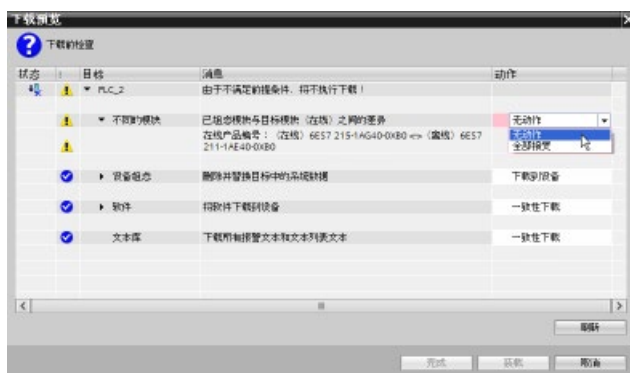 下载预览
下载前检查
状态 ! 目标 消息 动作
PLC_2 由于不满足前提条件，将不执行下载！
不同的模块 已组态模块与目标模块（在线）之间的差异 无动作
在线产品编号：（在线）6ES7 215-1AG40-0XB0 <=> （离线）6ES7
211-1AE40-0XB0
无动作
全部接受
设备组态 删除并替换目标中的系统数据 下载到设备
软件 将软件下载到设备 一致性下载
文本库 下载所有报警文本和文本列表文本 一致性下载
刷新
完成 装载 取消